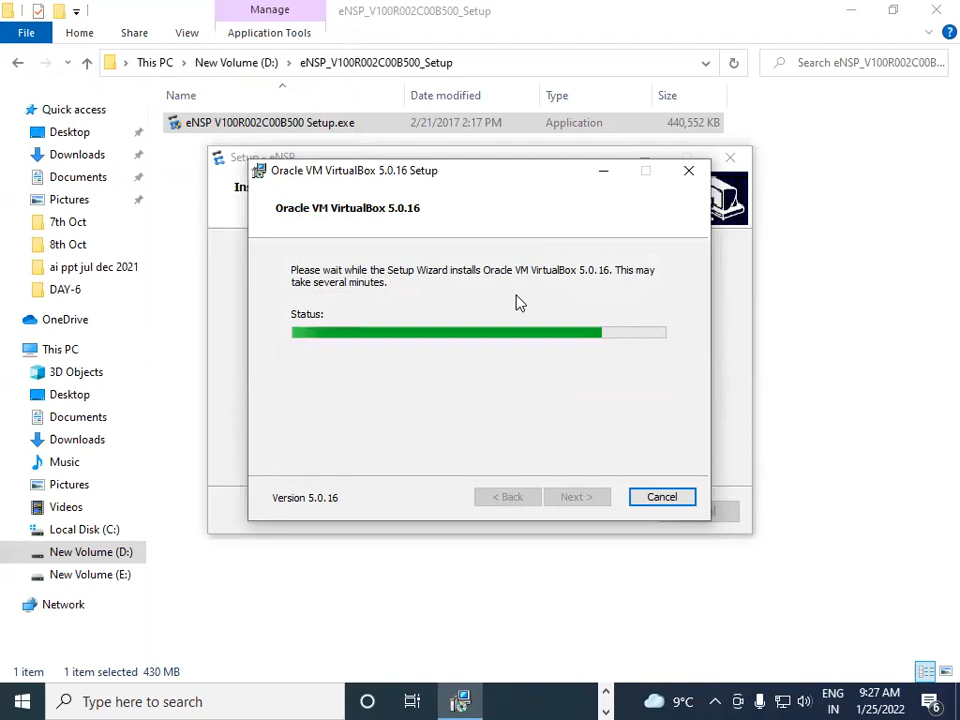 Manage
eNSP_V100R002C00B500_Setup
File
Home
Share
View
Application Tools
This PC
New Volume (D:)
eNSP_V100R002C00B500_Setup
Search eNSP_V100R002C00B...
Name
Date modified
Type
Size
eNSP V100R002C00B500 Setup.exe
2/21/2017 2:17 PM
Application
440,552 KB
Quick access
Desktop
Downloads
Documents
Pictures
7th Oct
8th Oct
ai ppt jul dec 2021
DAY-6
OneDrive
This PC
3D Objects
Desktop
Documents
Downloads
Music
Pictures
Videos
Local Disk (C:)
New Volume (D:)
New Volume (E:)
Network
Setup - eNSP
Ins
Oracle VM VirtualBox 5.0.16 Setup
Oracle VM VirtualBox 5.0.16
Please wait while the Setup Wizard installs Oracle VM VirtualBox 5.0.16. This may
take several minutes.
Status:
Version 5.0.16
< Back
Next >
Cancel
1 item
1 item selected 430 MB
Type here to search
9°C
ENG
IN
9:27 AM
1/25/2022
6